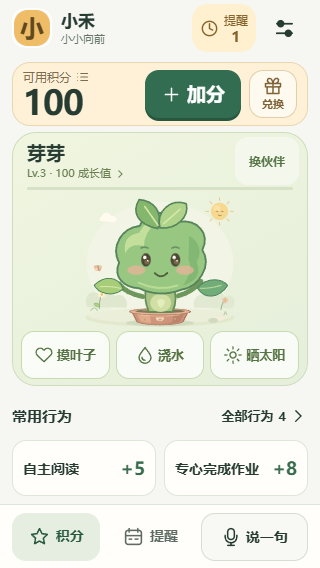 小
小禾
小小向前
提醒
1
可用积分
100
加分
兑换
芽芽
Lv.3 · 100 成长值
换伙伴
摸叶子
浇水
晒太阳
常用行为
全部行为 4
自主阅读 +5
专心完成作业 +8
积分
提醒
说一句